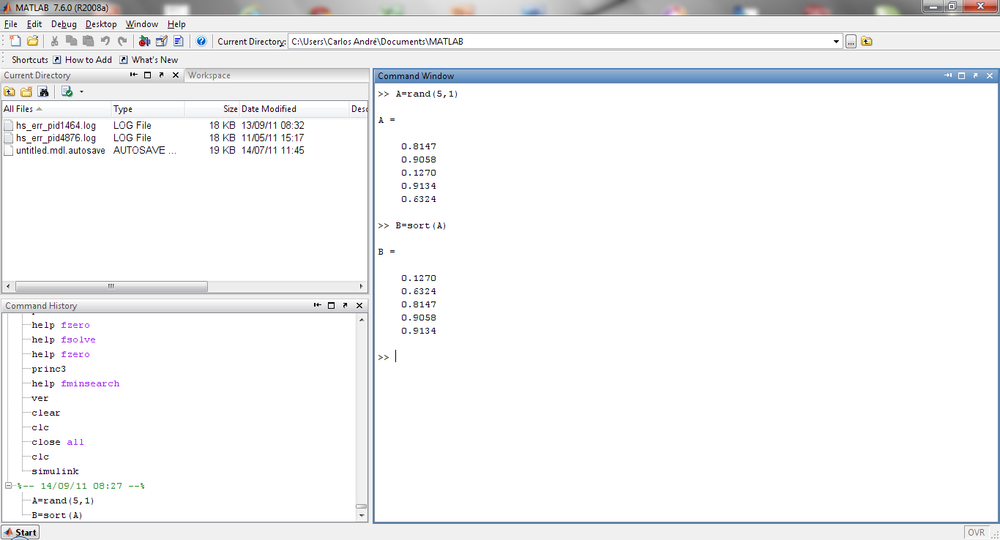 MATLAB 7.6.0 (R2008a)
File Edit Debug Desktop Window Help
Current Directory: C:\Users\Carlos André\Documents\MATLAB ...
Shortcuts How to Add What's New
Current Directory Workspace
All Files Type Size Date Modified Desc
hs_err_pid1464.log LOG File 18 KB 13/09/11 08:32
hs_err_pid4876.log LOG File 18 KB 11/05/11 15:17
untitled.mdl.autosave AUTOSAVE ... 19 KB 14/07/11 11:45
Command History
help fzero
help fsolve
help fzero
princ3
help fminsearch
ver
clear
clc
close all
clc
simulink
%-- 14/09/11 08:27 --%
A=rand(5,1)
B=sort(A)
Command Window
>> A=rand(5,1)
A =
0.8147
0.9058
0.1270
0.9134
0.6324
>> B=sort(A)
B =
0.1270
0.6324
0.8147
0.9058
0.9134
>>
Start
OVR